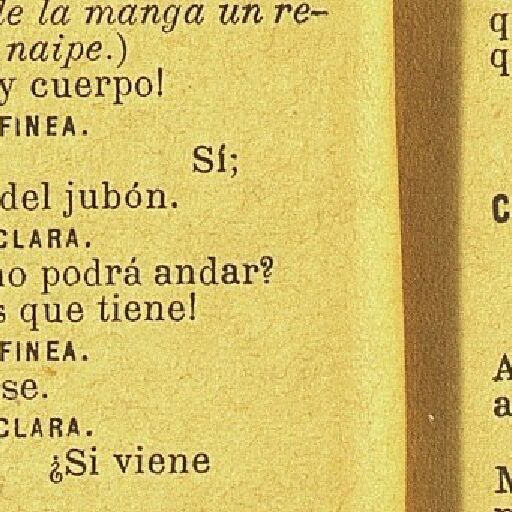 de la manga un re-
naipe.)
y cuerpo!
FINEA.
Sí;
del jubón.
CLARA.
no podrá andar?
s que tiene!
FINEA.
se.
CLARA.
¿Si viene
q
q
C
A
a
M